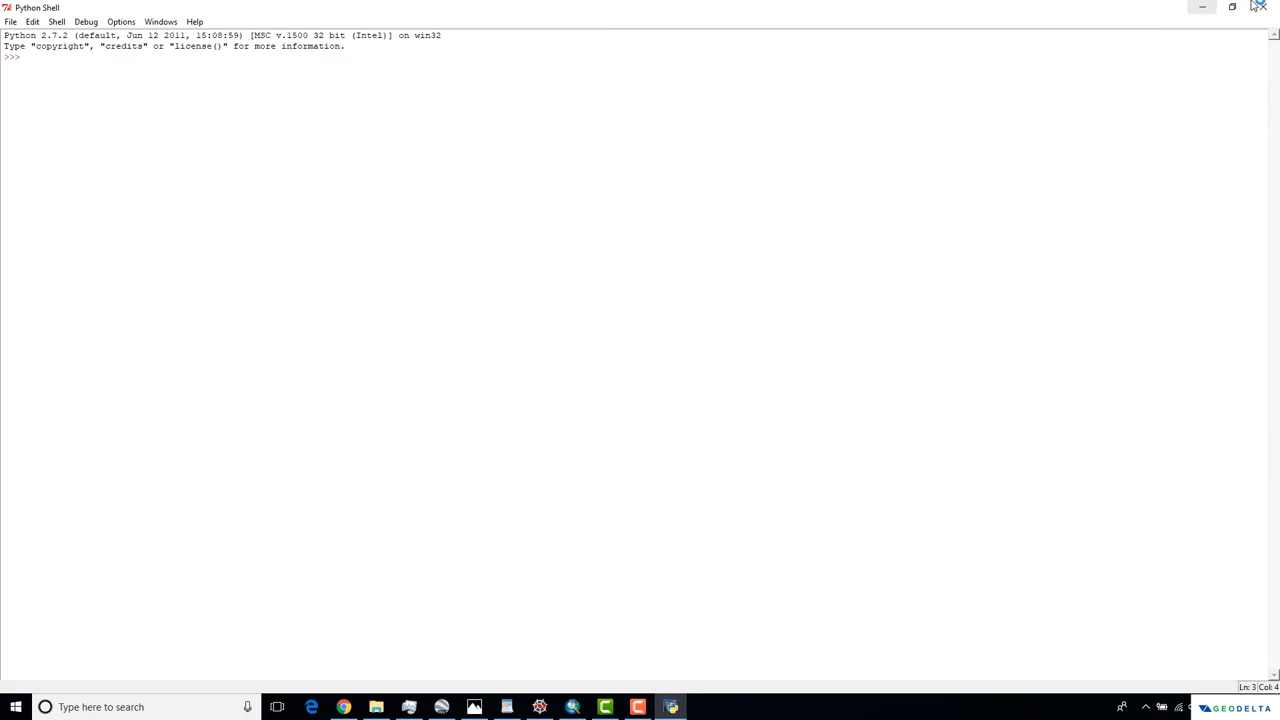 Python Shell
File Edit Shell Debug Options Windows Help
Python 2.7.2 (default, Jun 12 2011, 15:08:59) [MSC v.1500 32 bit (Intel)] on win32
Type "copyright", "credits" or "license()" for more information.
>>>
Ln: 3 Col: 4
Type here to search
GEODELTA